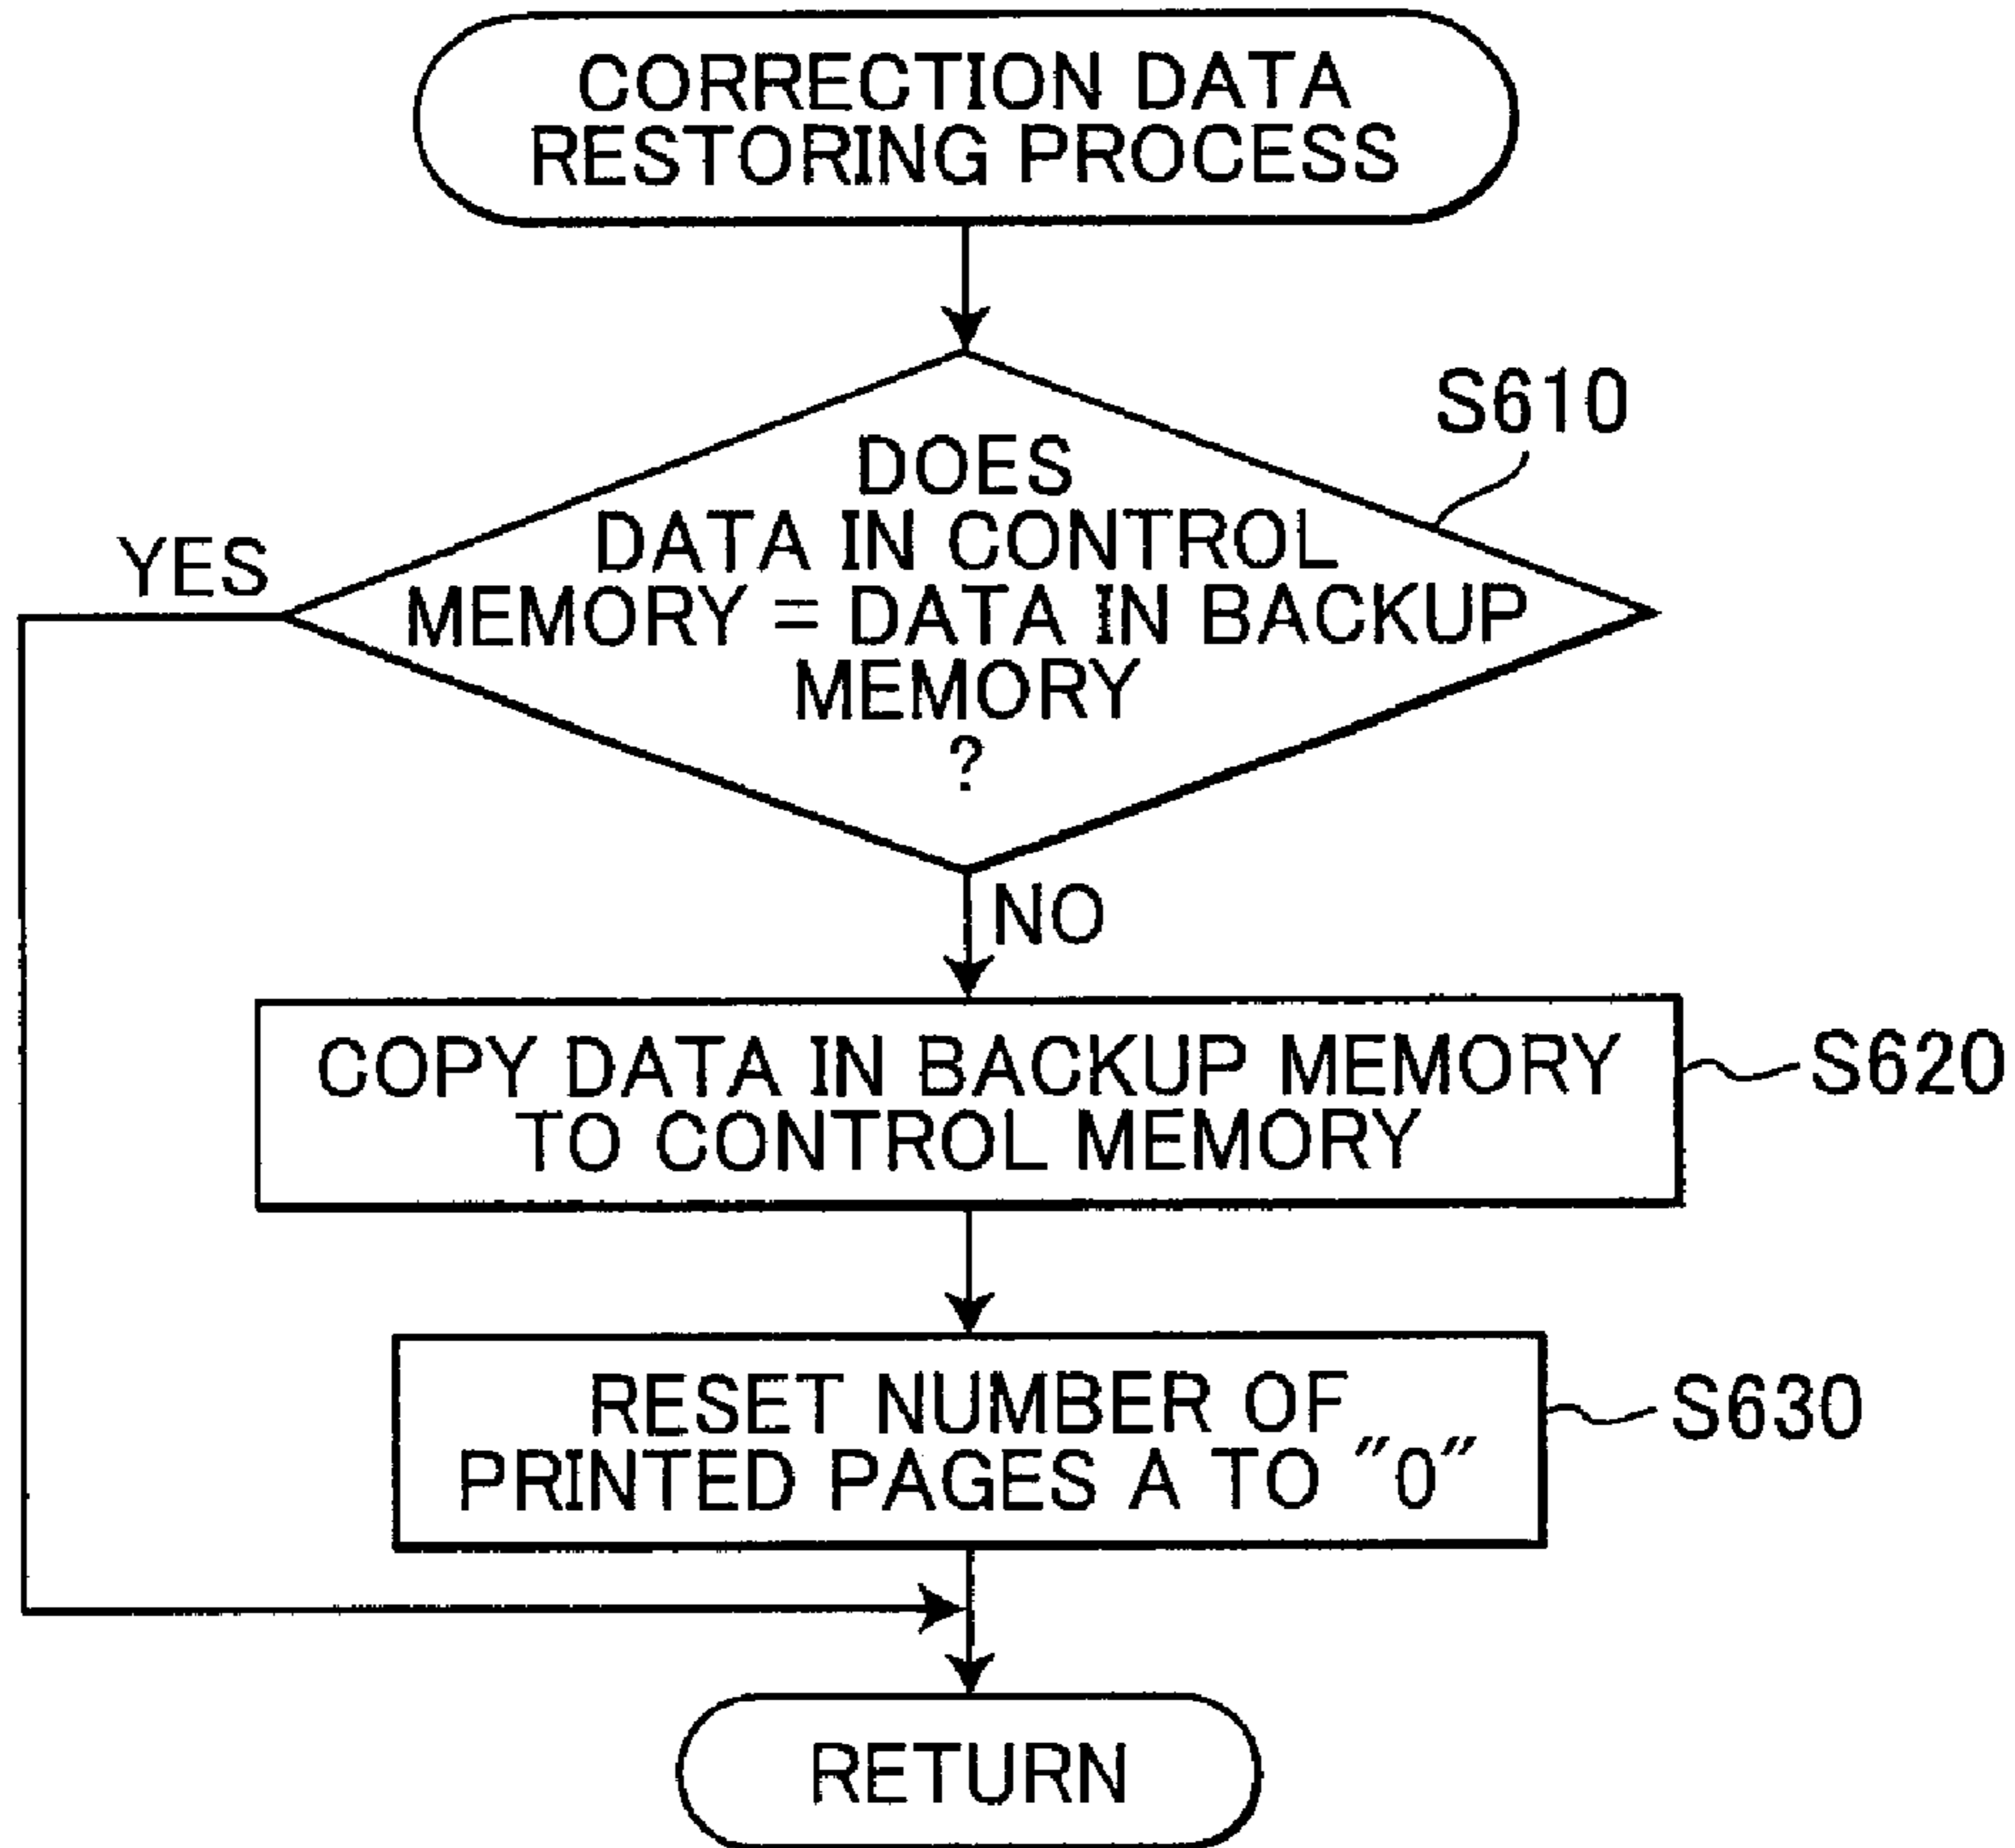 CORRECTION DATA
RESTORING PROCESS
S610
DOES
DATA IN CONTROL
MEMORY = DATA IN BACKUP
MEMORY
?
YES
NO
COPY DATA IN BACKUP MEMORY
TO CONTROL MEMORY
S620
RESET NUMBER OF
PRINTED PAGES A TO "0"
S630
RETURN